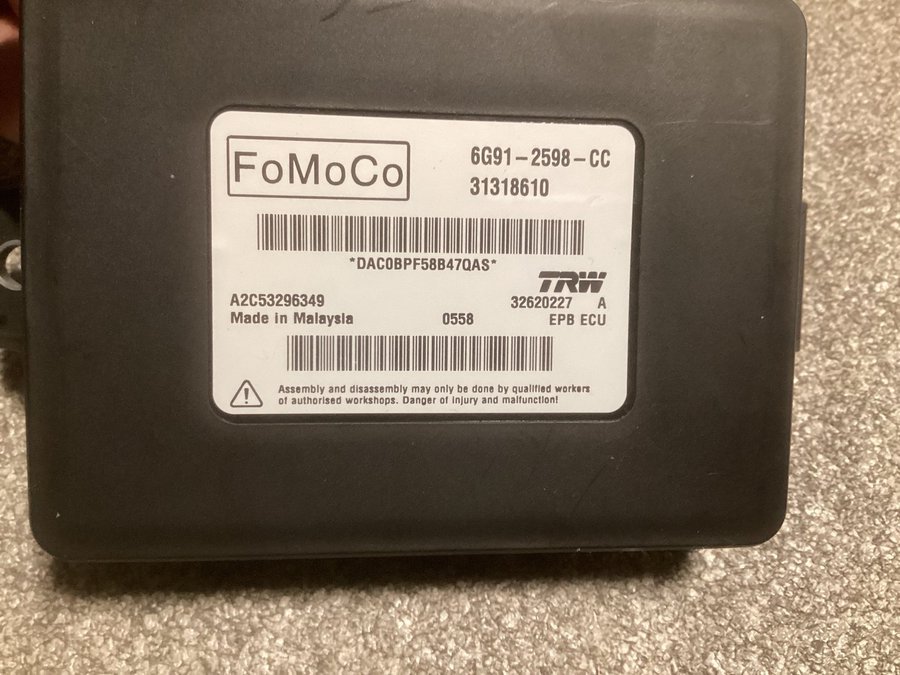 FoMoCo
6G91-2598-CC
31318610
*DAC0BPF58B47QAS*
TRW
A2C53296349
32620227 A
Made in Malaysia
0558
EPB ECU
Assembly and disassembly may only be done by qualified workers
of authorised workshops. Danger of injury and malfunction!